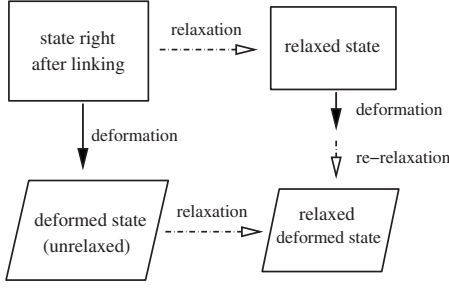 state right
after linking
relaxation
relaxed state
deformation
deformation
re-relaxation
deformed state
(unrelaxed)
relaxation
relaxed
deformed state